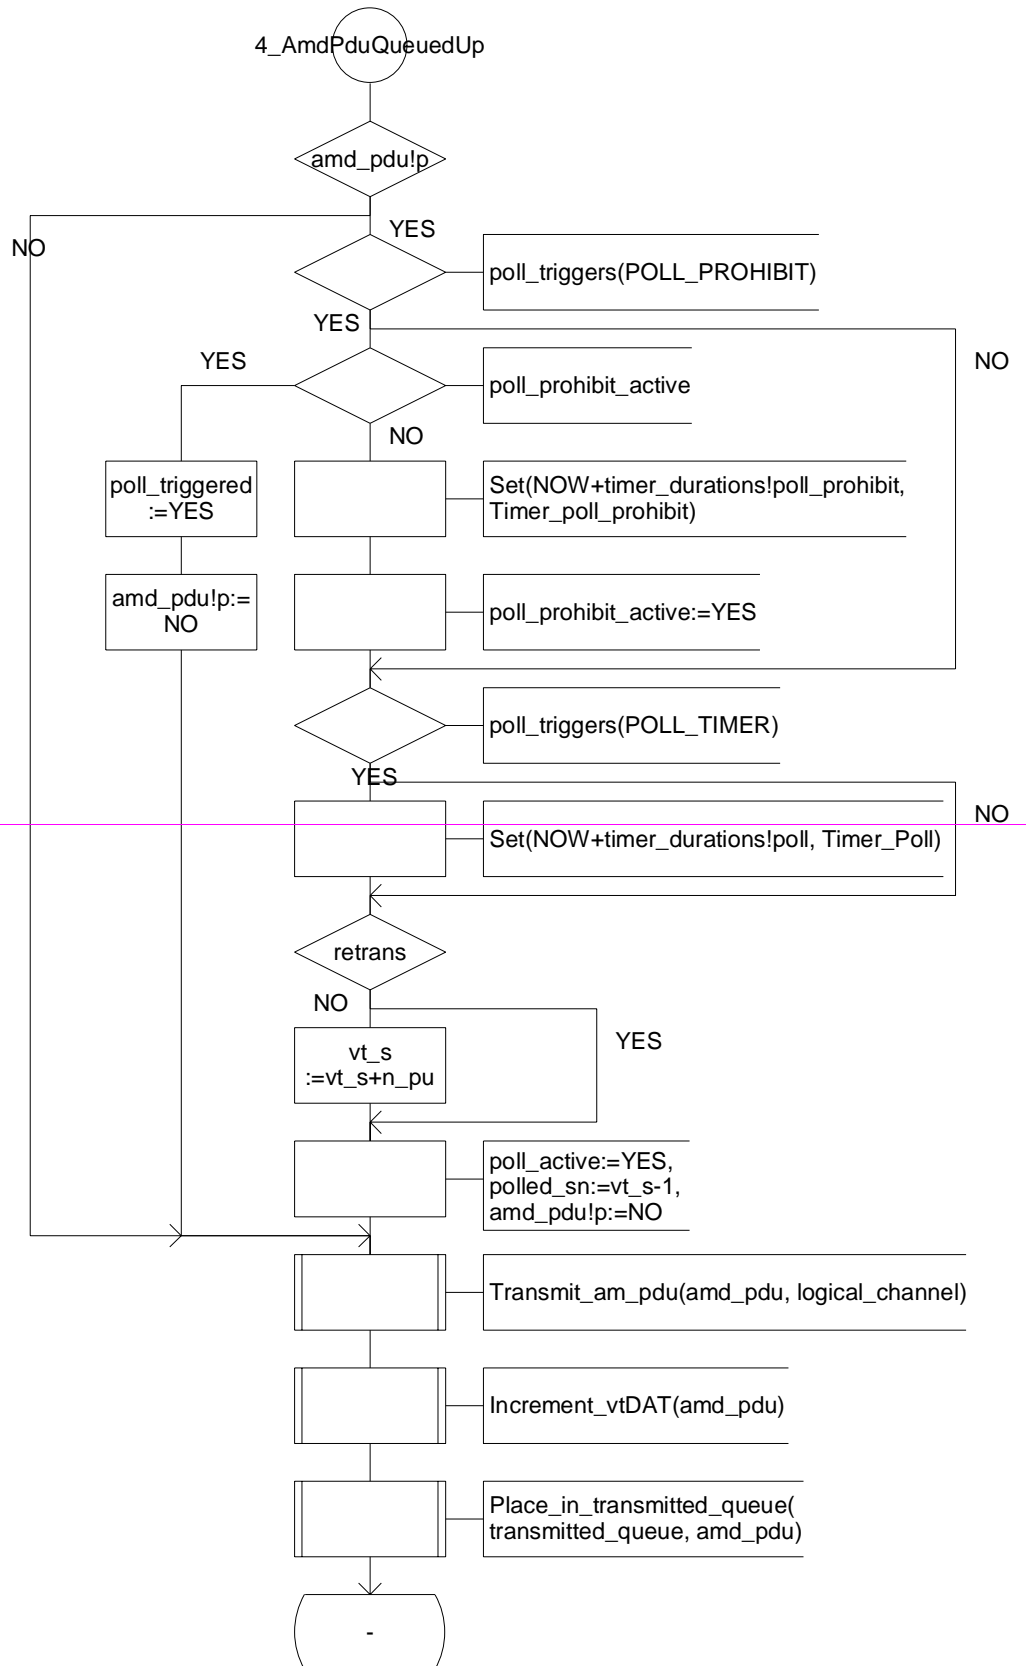 4_AmdPduQueuedUp
amd_pdu!p
NO
YES
poll_triggers(POLL_PROHIBIT)
YES
NO
YES
poll_prohibit_active
NO
poll_triggered
:=YES
Set(NOW+timer_durations!poll_prohibit,
Timer_poll_prohibit)
amd_pdu!p:=
NO
poll_prohibit_active:=YES
poll_triggers(POLL_TIMER)
YES
NO
Set(NOW+timer_durations!poll, Timer_Poll)
retrans
NO
YES
vt_s
:=vt_s+n_pu
poll_active:=YES,
polled_sn:=vt_s-1,
amd_pdu!p:=NO
Transmit_am_pdu(amd_pdu, logical_channel)
Increment_vtDAT(amd_pdu)
Place_in_transmitted_queue(
transmitted_queue, amd_pdu)
-